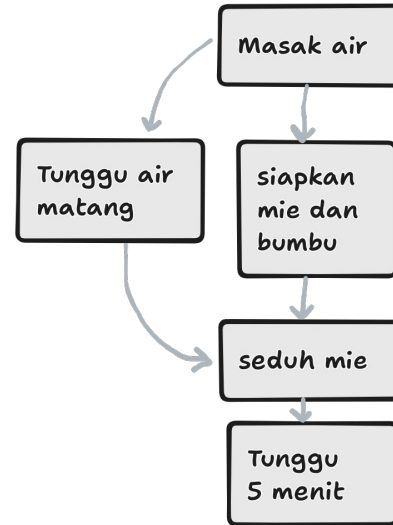 Masak air
Tunggu air
matang
siapkan
mie dan
bumbu
seduh mie
Tunggu
5 menit